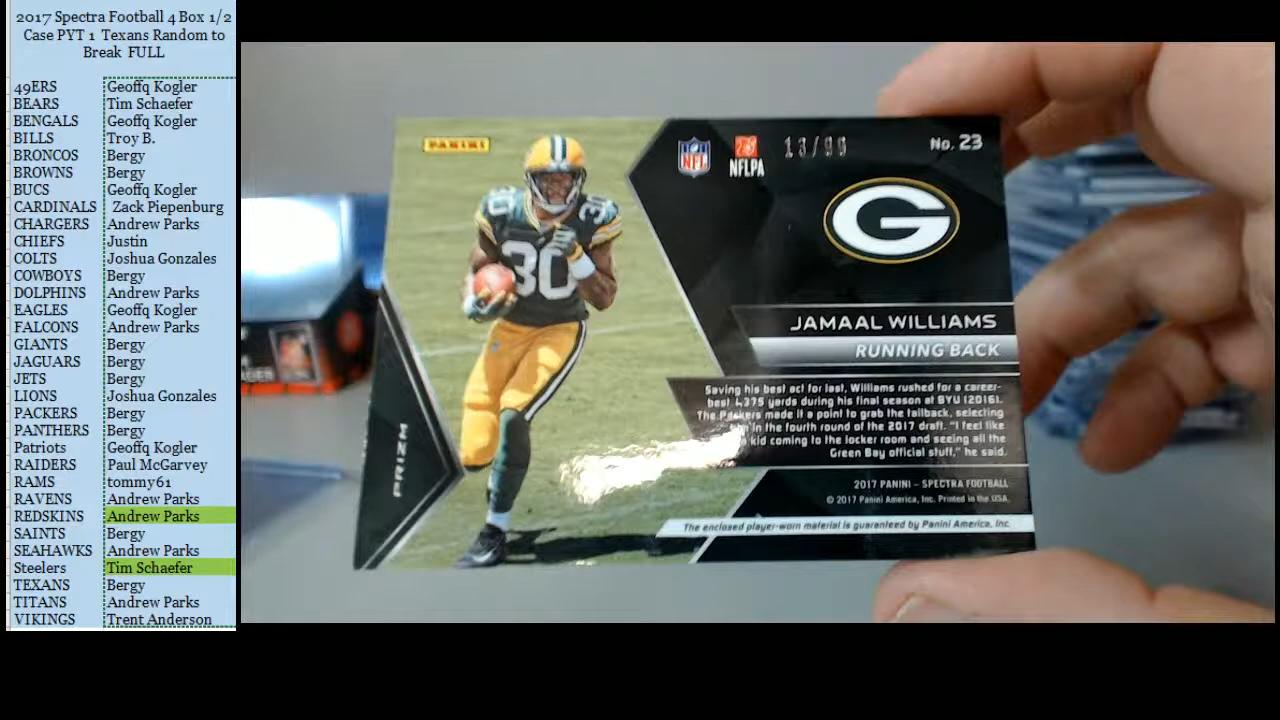 2017 Spectra Football 4 Box 1/2
Case PYT 1 Texans Random to
Break FULL
49ERS Geoffq Kogler
BEARS Tim Schaefer
BENGALS Geoffq Kogler
BILLS Troy B.
BRONCOS Bergy
BROWNS Bergy
BUCS Geoffq Kogler
CARDINALS Zack Piepenburg
CHARGERS Andrew Parks
CHIEFS Justin
COLTS Joshua Gonzales
COWBOYS Bergy
DOLPHINS Andrew Parks
EAGLES Geoffq Kogler
FALCONS Andrew Parks
GIANTS Bergy
JAGUARS Bergy
JETS Bergy
LIONS Joshua Gonzales
PACKERS Bergy
PANTHERS Bergy
Patriots Geoffq Kogler
RAIDERS Paul McGarvey
RAMS tommy61
RAVENS Andrew Parks
REDSKINS Andrew Parks
SAINTS Bergy
SEAHAWKS Andrew Parks
Steelers Tim Schaefer
TEXANS Bergy
TITANS Andrew Parks
VIKINGS Trent Anderson
PANINI
NFL
NFLPA
13/99
No. 23
G
30
30
30
JAMAAL WILLIAMS
RUNNING BACK
Saving his best act for last, Williams rushed for a career-
best 1,375 yards during his final season at BYU (2016).
The Packers made it a point to grab the tailback, selecting
him in the fourth round of the 2017 draft. "I feel like
kid coming to the locker room and seeing all the
Green Bay official stuff," he said.
PRIZM
2017 PANINI - SPECTRA FOOTBALL
© 2017 Panini America, Inc. Printed in the USA.
The enclosed player-worn material is guaranteed by Panini America, Inc.